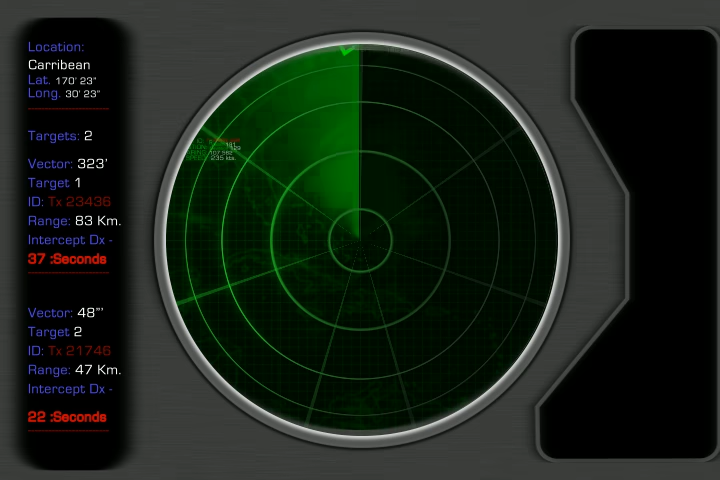 Location:
Carribean
Lat. 170' 23"
Long. 30' 23"
Targets: 2
Vector: 323'
Target 1
ID: Tx 23436
Range: 83 Km.
Intercept Dx -
37 :Seconds
Vector: 48"'
Target 2
ID: Tx 21746
Range: 47 Km.
Intercept Dx -
22 :Seconds
235 kts.